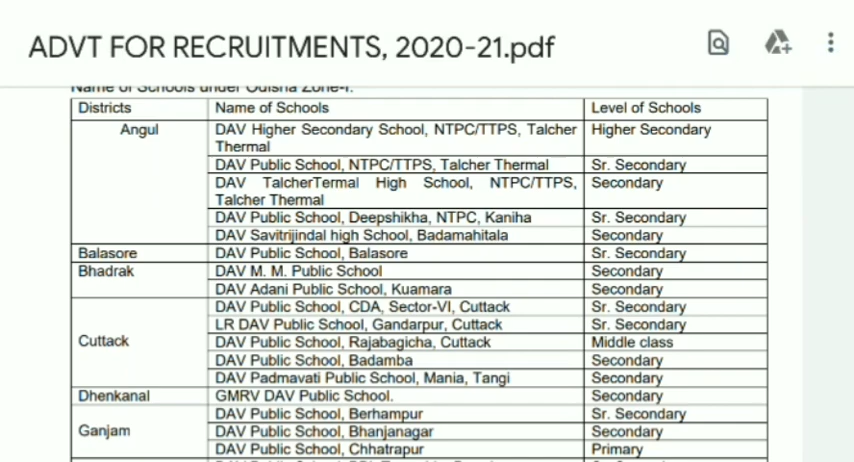 ADVT FOR RECRUITMENTS, 2020-21.pdf
Name of Schools under Odisha Zone-I.
Districts Name of Schools Level of Schools
Angul DAV Higher Secondary School, NTPC/TTPS, Talcher Higher Secondary
Thermal
DAV Public School, NTPC/TTPS, Talcher Thermal Sr. Secondary
DAV TalcherTermal High School, NTPC/TTPS, Secondary
Talcher Thermal
DAV Public School, Deepshikha, NTPC, Kaniha Sr. Secondary
DAV Savitrijindal high School, Badamahitala Secondary
Balasore DAV Public School, Balasore Sr. Secondary
Bhadrak DAV M. M. Public School Secondary
DAV Adani Public School, Kuamara Secondary
DAV Public School, CDA, Sector-VI, Cuttack Sr. Secondary
LR DAV Public School, Gandarpur, Cuttack Sr. Secondary
Cuttack DAV Public School, Rajabagicha, Cuttack Middle class
DAV Public School, Badamba Secondary
DAV Padmavati Public School, Mania, Tangi Secondary
Dhenkanal GMRV DAV Public School. Secondary
DAV Public School, Berhampur Sr. Secondary
Ganjam DAV Public School, Bhanjanagar Secondary
DAV Public School, Chhatrapur Primary